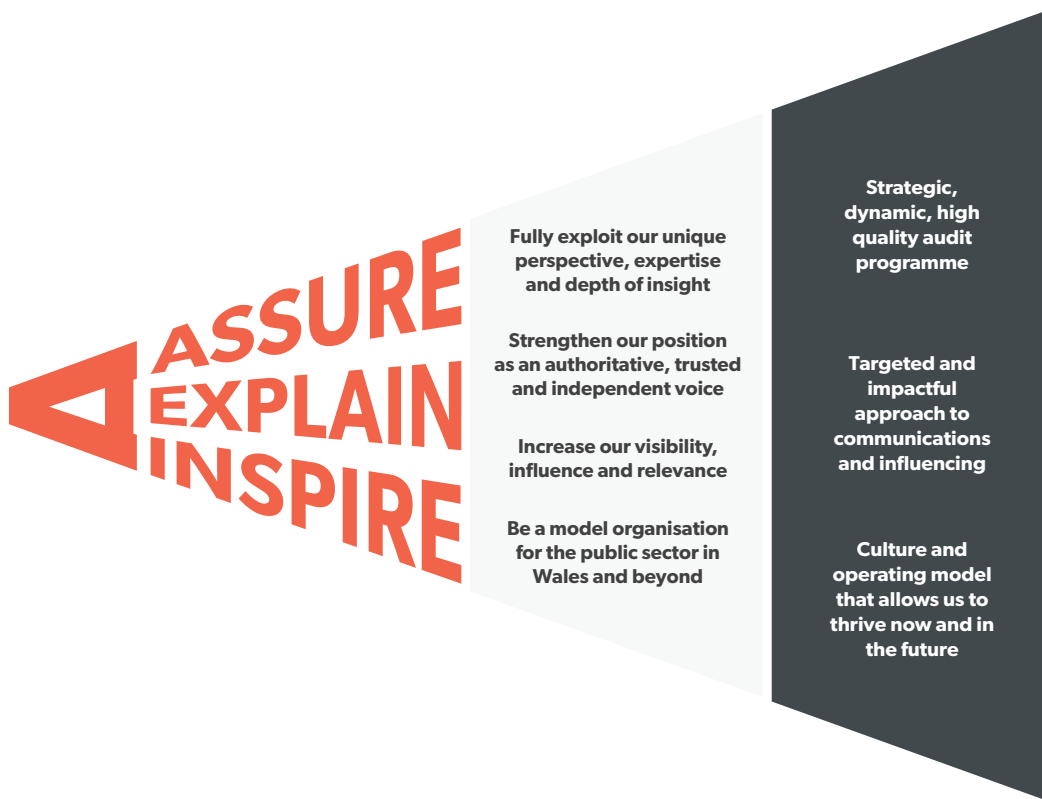 A
ASSURE
EXPLAIN
INSPIRE
Fully exploit our unique
perspective, expertise
and depth of insight
Strengthen our position
as an authoritative, trusted
and independent voice
Increase our visibility,
influence and relevance
Be a model organisation
for the public sector in
Wales and beyond
Strategic,
dynamic, high
quality audit
programme
Targeted and
impactful
approach to
communications
and influencing
Culture and
operating model
that allows us to
thrive now and in
the future